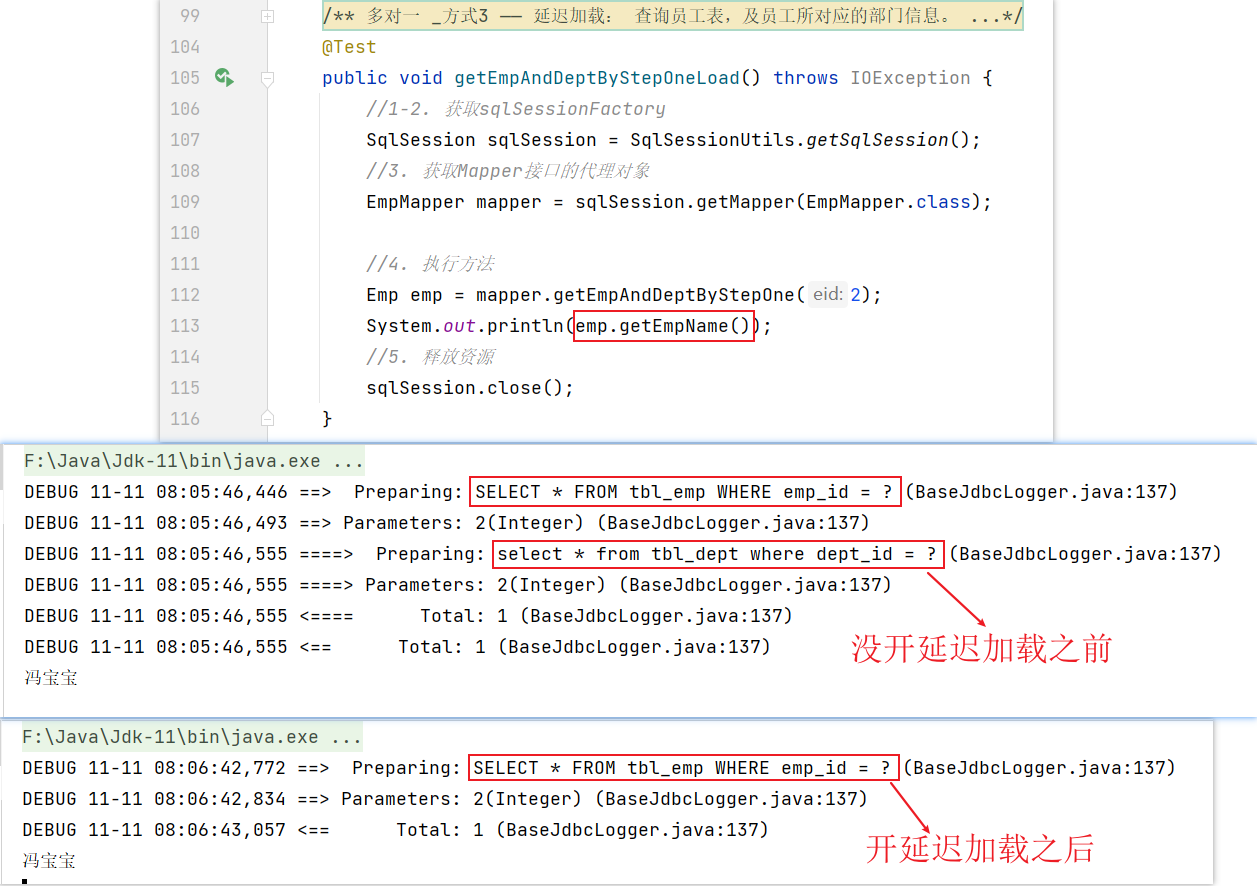 99 /** 多对一 _方式3 —— 延迟加载： 查询员工表，及员工所对应的部门信息。 ...*/
104 @Test
105 public void getEmpAndDeptByStepOneLoad() throws IOException {
106 //1-2. 获取sqlSessionFactory
107 SqlSession sqlSession = SqlSessionUtils.getSqlSession();
108 //3. 获取Mapper接口的代理对象
109 EmpMapper mapper = sqlSession.getMapper(EmpMapper.class);
110
111 //4. 执行方法
112 Emp emp = mapper.getEmpAndDeptByStepOne( eid: 2);
113 System.out.println(emp.getEmpName());
114 //5. 释放资源
115 sqlSession.close();
116 }
F:\Java\Jdk-11\bin\java.exe ...
DEBUG 11-11 08:05:46,446 ==>  Preparing: SELECT * FROM tbl_emp WHERE emp_id = ? (BaseJdbcLogger.java:137)
DEBUG 11-11 08:05:46,493 ==> Parameters: 2(Integer) (BaseJdbcLogger.java:137)
DEBUG 11-11 08:05:46,555 ====>  Preparing: select * from tbl_dept where dept_id = ? (BaseJdbcLogger.java:137)
DEBUG 11-11 08:05:46,555 ====> Parameters: 2(Integer) (BaseJdbcLogger.java:137)
DEBUG 11-11 08:05:46,555 <====      Total: 1 (BaseJdbcLogger.java:137)
DEBUG 11-11 08:05:46,555 <==      Total: 1 (BaseJdbcLogger.java:137)
没开延迟加载之前
冯宝宝
F:\Java\Jdk-11\bin\java.exe ...
DEBUG 11-11 08:06:42,772 ==>  Preparing: SELECT * FROM tbl_emp WHERE emp_id = ? (BaseJdbcLogger.java:137)
DEBUG 11-11 08:06:42,834 ==> Parameters: 2(Integer) (BaseJdbcLogger.java:137)
DEBUG 11-11 08:06:43,057 <==      Total: 1 (BaseJdbcLogger.java:137)
开延迟加载之后
冯宝宝